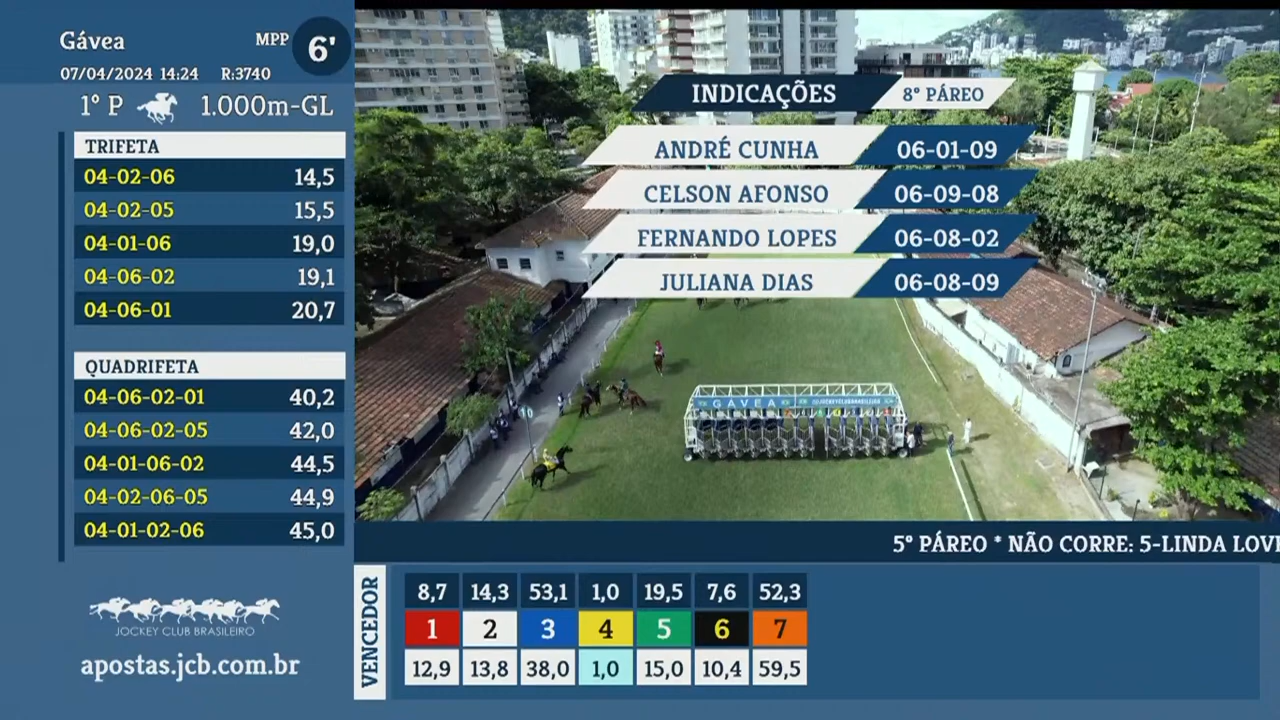 Gávea
MPP
6'
07/04/2024 14:24 R:3740
1º P 1.000m-GL
TRIFETA
04-02-06 14,5
04-02-05 15,5
04-01-06 19,0
04-06-02 19,1
04-06-01 20,7
QUADRIFETA
04-06-02-01 40,2
04-06-02-05 42,0
04-01-06-02 44,5
04-02-06-05 44,9
04-01-02-06 45,0
JOCKEY CLUB BRASILEIRO
apostas.jcb.com.br
INDICAÇÕES 8º PÁREO
ANDRÉ CUNHA 06-01-09
CELSON AFONSO 06-09-08
FERNANDO LOPES 06-08-02
JULIANA DIAS 06-08-09
GÁVEA
10
5º PÁREO * NÃO CORRE: 5-LINDA LOV
VENCEDOR
8,7 14,3 53,1 1,0 19,5 7,6 52,3
1 2 3 4 5 6 7
12,9 13,8 38,0 1,0 15,0 10,4 59,5